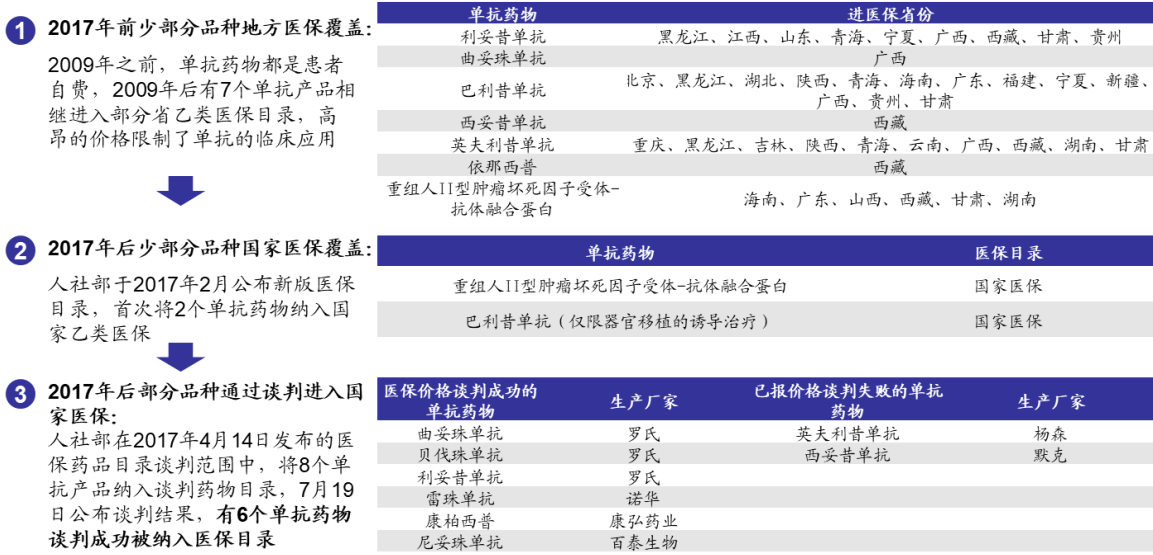 1 2017年前少部分品种地方医保覆盖:
2009年之前，单抗药物都是患者
自费，2009年后有7个单抗产品相
继进入部分省乙类医保目录，高
昂的价格限制了单抗的临床应用
单抗药物 进医保省份
利妥昔单抗 黑龙江、江西、山东、青海、宁夏、广西、西藏、甘肃、贵州
曲妥珠单抗 广西
巴利昔单抗 北京、黑龙江、湖北、陕西、青海、海南、广东、福建、宁夏、新疆、
广西、贵州、甘肃
西妥昔单抗 西藏
英夫利昔单抗 重庆、黑龙江、吉林、陕西、青海、云南、广西、西藏、湖南、甘肃
依那西普 西藏
重组人II型肿瘤坏死因子受体-
抗体融合蛋白 海南、广东、山西、西藏、甘肃、湖南
2 2017年后少部分品种国家医保覆盖:
人社部于2017年2月公布新版医保
目录，首次将2个单抗药物纳入国
家乙类医保
单抗药物 医保目录
重组人II型肿瘤坏死因子受体-抗体融合蛋白 国家医保
巴利昔单抗（仅限器官移植的诱导治疗） 国家医保
3 2017年后部分品种通过谈判进入国
家医保:
人社部在2017年4月14日发布的医
保药品目录谈判范围中，将8个单
抗产品纳入谈判药物目录，7月19
日公布谈判结果，有6个单抗药物
谈判成功被纳入医保目录
医保价格谈判成功的
单抗药物 生产厂家 已报价格谈判失败的单抗
药物 生产厂家
曲妥珠单抗 罗氏 英夫利昔单抗 杨森
贝伐珠单抗 罗氏 西妥昔单抗 默克
利妥昔单抗 罗氏
雷珠单抗 诺华
康柏西普 康弘药业
尼妥珠单抗 百泰生物